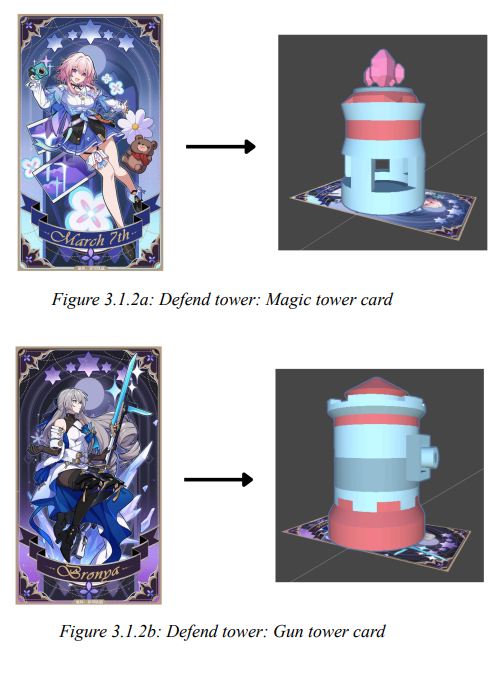 March 7th
Figure 3.1.2a: Defend tower: Magic tower card
Bronya
Figure 3.1.2b: Defend tower: Gun tower card